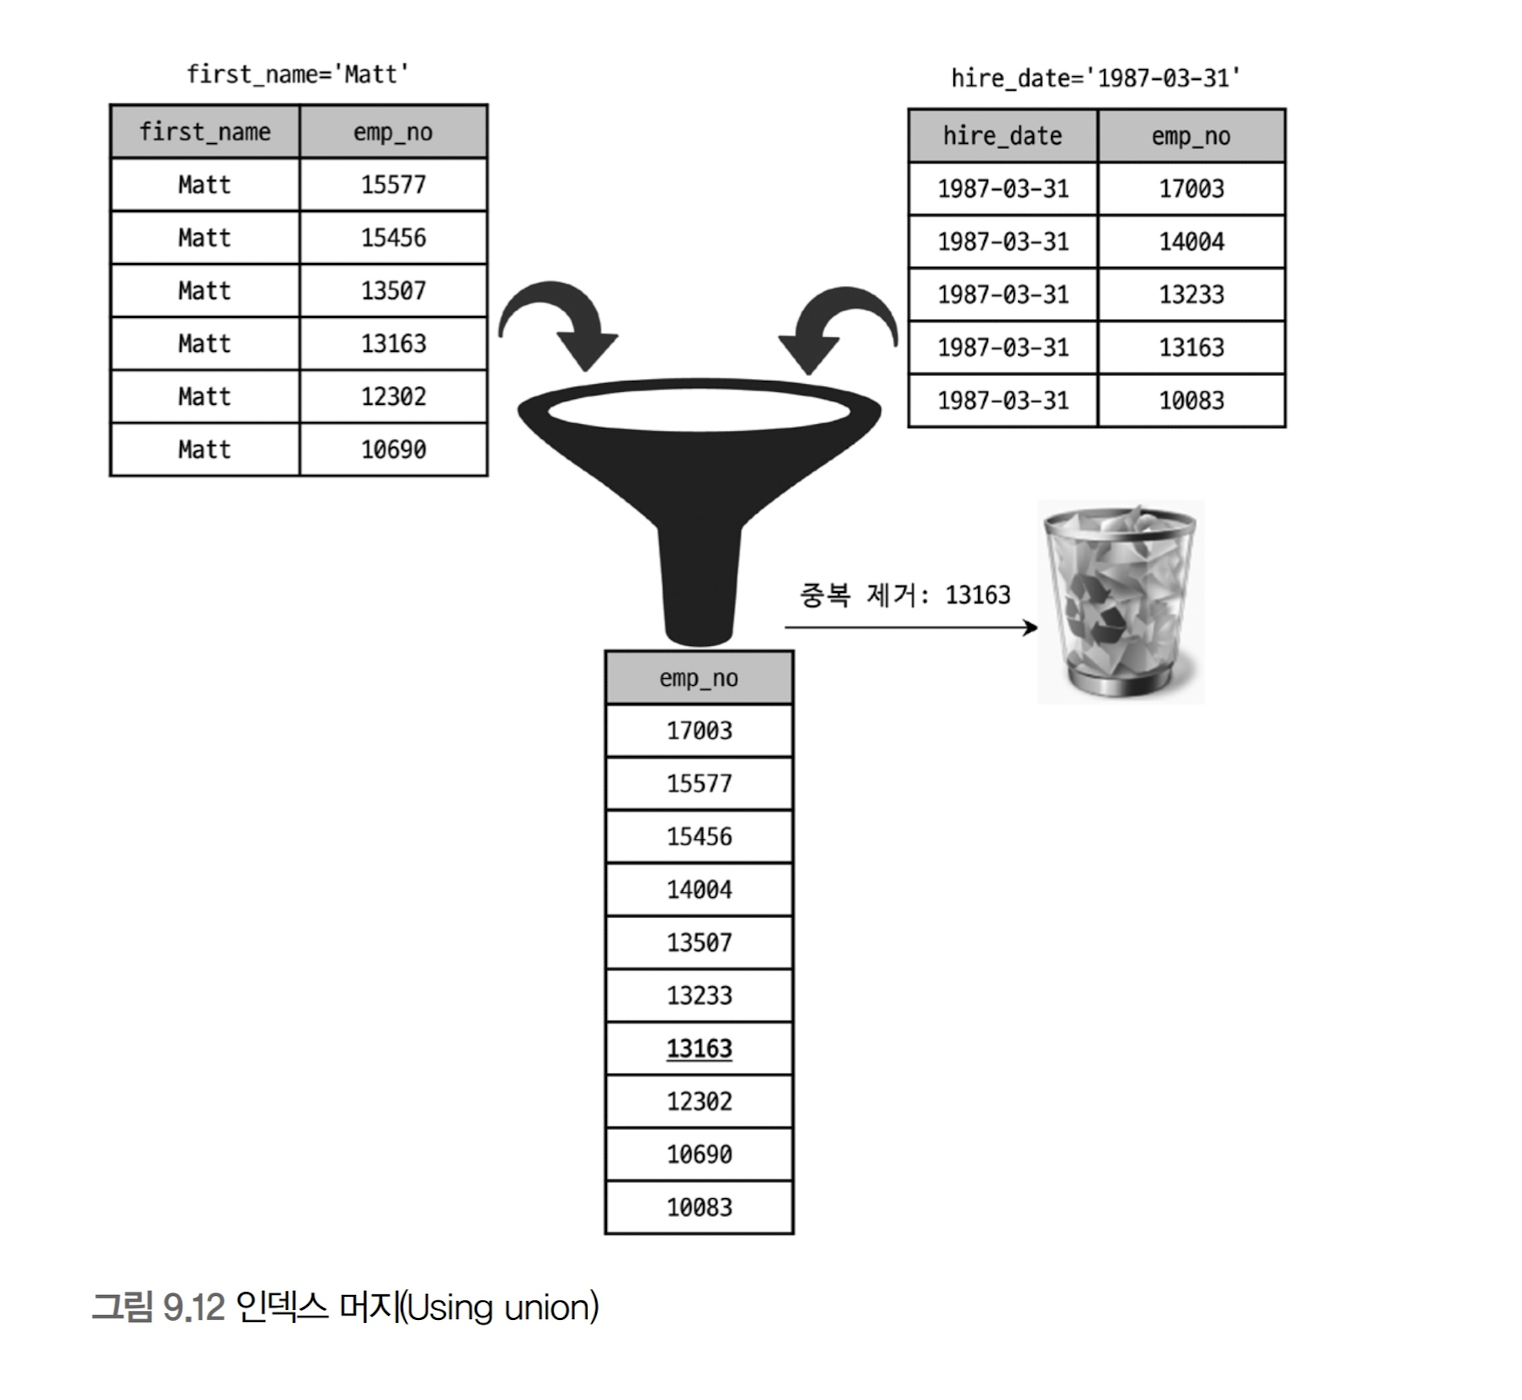 first_name='Matt'
first_name emp_no
Matt 15577
Matt 15456
Matt 13507
Matt 13163
Matt 12302
Matt 10690
hire_date='1987-03-31'
hire_date emp_no
1987-03-31 17003
1987-03-31 14004
1987-03-31 13233
1987-03-31 13163
1987-03-31 10083
중복 제거: 13163
emp_no
17003
15577
15456
14004
13507
13233
13163
12302
10690
10083
그림 9.12 인덱스 머지(Using union)